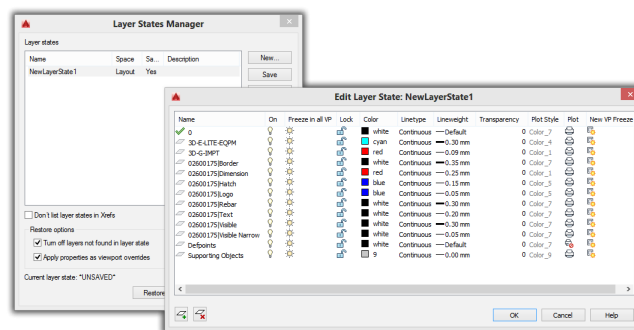 Layer States Manager
Layer states
Name Space Sa... Description
NewLayerState1 Layout Yes
New...
Save
Don't list layer states in Xrefs
Restore options
Turn off layers not found in layer state
Apply properties as viewport overrides
Current layer state: *UNSAVED*
Restore
Edit Layer State: NewLayerState1
Name On Freeze in all VP Lock Color Linetype Lineweight Transparency Plot Style Plot New VP Freeze
0 white Continuous Default 0 Color_7
3D-E-LITE-EQPM cyan Continuous 0.30 mm 0 Color_4
3D-G-IMPT red Continuous 0.09 mm 0 Color_1
02600175|Border white Continuous 0.35 mm 0 Color_7
02600175|Dimension red Continuous 0.25 mm 0 Color_1
02600175|Hatch blue Continuous 0.15 mm 0 Color_5
02600175|Logo blue Continuous 0.05 mm 0 Color_5
02600175|Rebar white Continuous 0.30 mm 0 Color_7
02600175|Text white Continuous 0.20 mm 0 Color_7
02600175|Visible white Continuous 0.30 mm 0 Color_7
02600175|Visible Narrow white Continuous 0.05 mm 0 Color_7
Defpoints white Continuous Default 0 Color_7
Supporting Objects 9 Continuous 0.00 mm 0 Color_9
OK Cancel Help